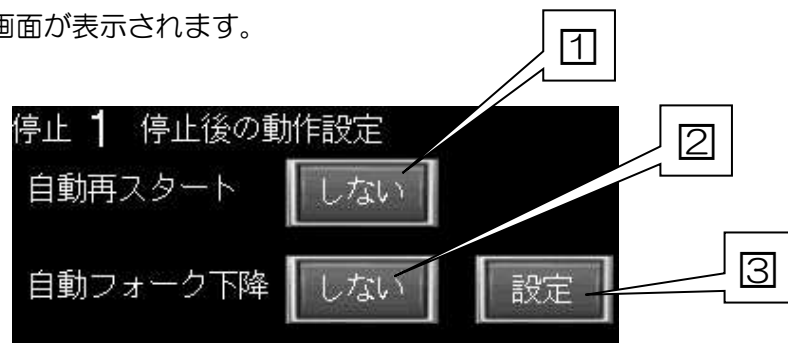 画面が表示されます。
1
停止 1 停止後の動作設定
2
自動再スタート しない
3
自動フォーク下降 しない 設定